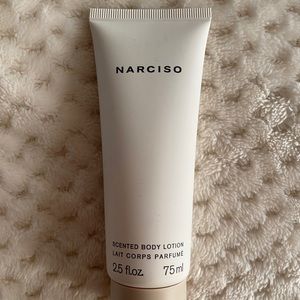 NARCISO
SCENTED BODY LOTION
LAIT CORPS PARFUMÉ
2.5 fl.oz. 75 ml